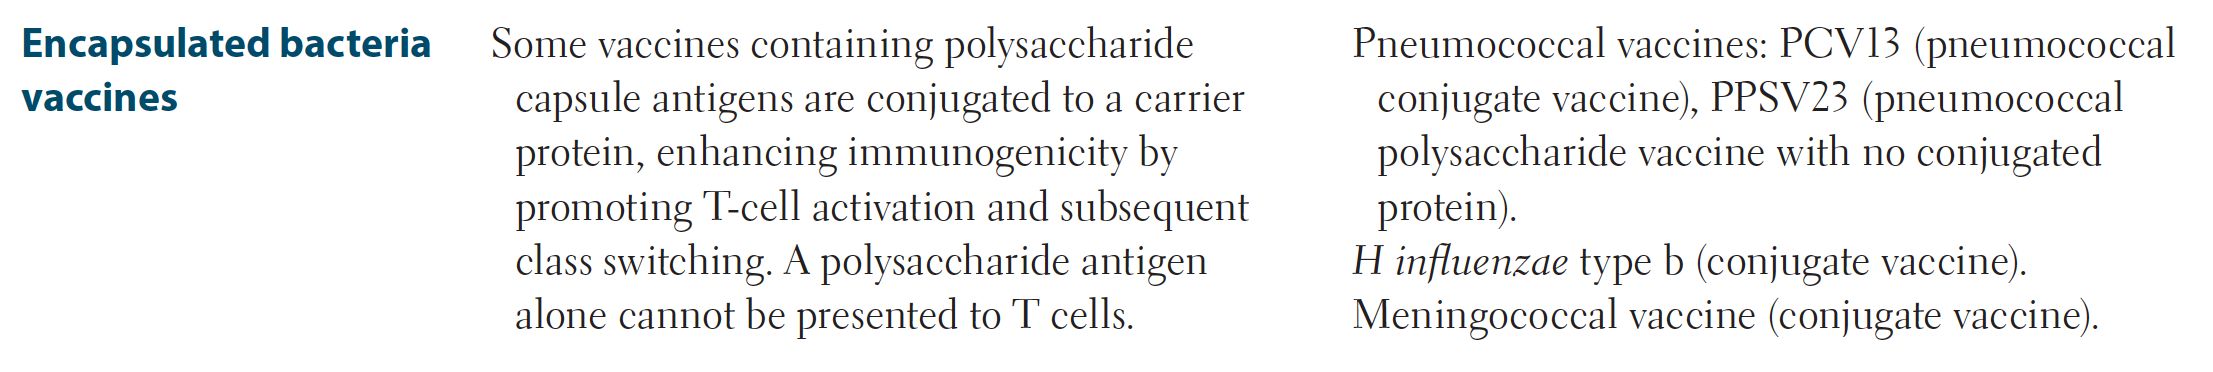 Encapsulated bacteria
vaccines
Some vaccines containing polysaccharide
capsule antigens are conjugated to a carrier
protein, enhancing immunogenicity by
promoting T-cell activation and subsequent
class switching. A polysaccharide antigen
alone cannot be presented to T cells.
Pneumococcal vaccines: PCV13 (pneumococcal
conjugate vaccine), PPSV23 (pneumococcal
polysaccharide vaccine with no conjugated
protein).
H influenzae type b (conjugate vaccine).
Meningococcal vaccine (conjugate vaccine).